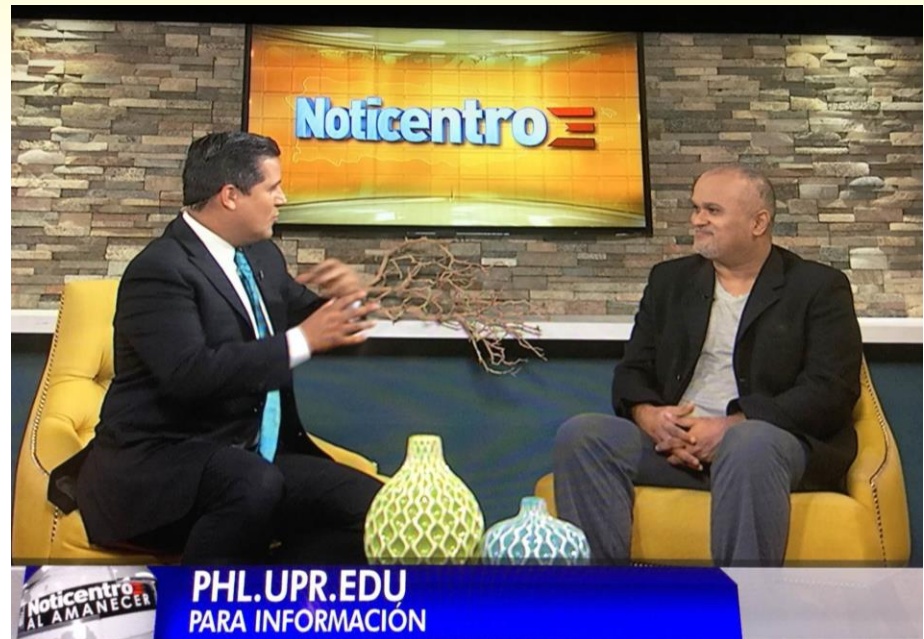 Noticentro
Noticentro
AL AMANECER
PHL.UPR.EDU
PARA INFORMACIÓN